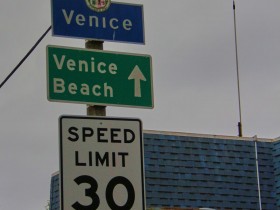 Venice
Venice
Beach
SPEED
LIMIT
30